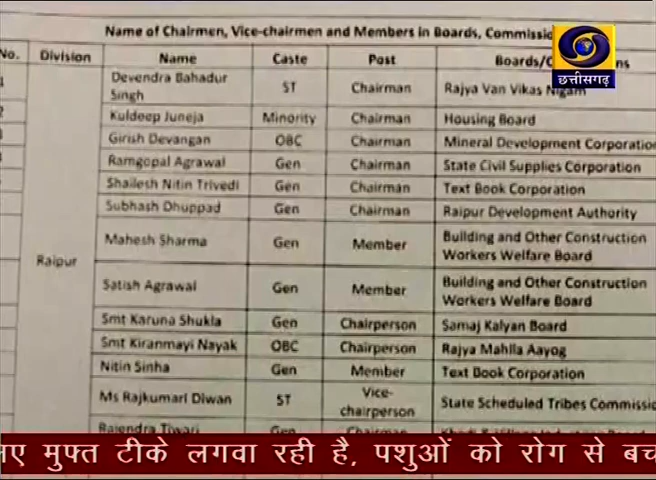 Name of Chairmen, Vice-chairmen and Members in Boards,
No. Division Name Caste Post
Devendra Bahadur
Singh ST Chairman Rajya Van Vikas Nigam
छत्तीसगढ़
Kuldeep Juneja Minority Chairman Housing Board
Girish Devangan OBC Chairman Mineral Development
Ramgopal Agrawal Gen Chairman State Civil Supplies Corporation
Shailesh Nitin Trivedi Gen Chairman Text Book Corporation
Subhash Dhuppad Gen Chairman Raipur Development Authority
Mahesh Sharma Gen Member Building and Other Construction
Workers Welfare Board
Raipur
Satish Agrawal Gen Member Building and Other Construction
Workers Welfare Board
Smt Karuna Shukla Gen Chairperson Samaj Kalyan Board
Smt Kiranmayi Nayak OBC Chairperson Rajya Mahila Aayog
Nitin Sinha Gen Member Text Book Corporation
Ms Rajkumari Diwan ST Vice-
chairperson State Scheduled Tribes
Rajendra Tiwari Gen Chairman
मुफ्त टीके लगवा रही है, पशुओं को रोग से